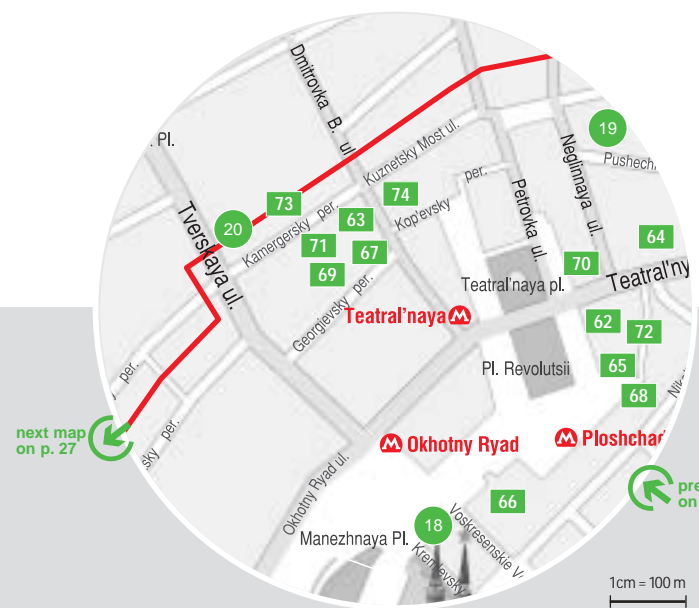 Dmitrovka B. ul
. Pl.
19
Pushech
Kuznetsky Most ul.
Neglinnaya ul.
73
74
per.
20
63
Kop'evsky
Petrovka ul.
Tverskaya ul.
Kamergersky per.
71
67
64
69
70
Teatral'ny
Teatral'naya pl.
Georgievsky per.
Teatral'naya
62
72
Pl. Revolutsii
65
68
per.
next map
on p. 27
sky per.
Okhotny Ryad
Ploshchad
Okhotny Ryad ul.
66
pre
on
18
Manezhnaya Pl.
Voskresenskie V
Kremlevsky
1cm = 100 m